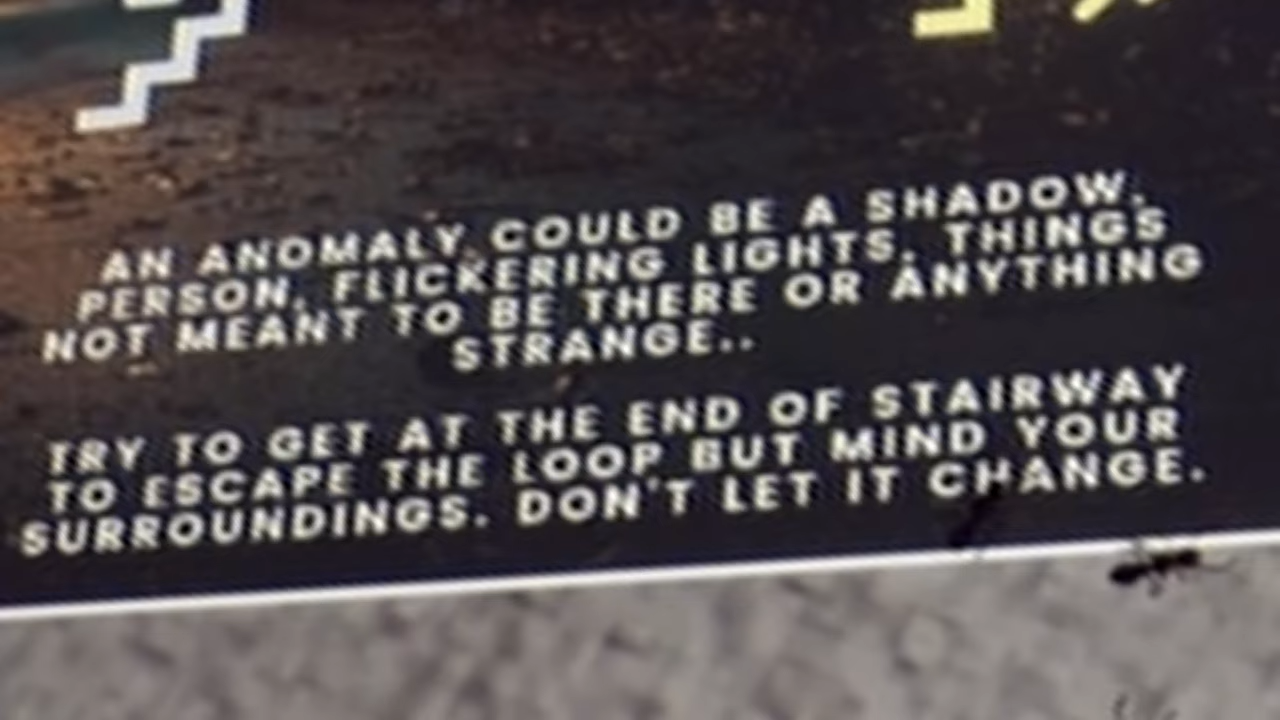 AN ANOMALY COULD BE A SHADOW,
PERSON, FLICKERING LIGHTS, THINGS
NOT MEANT TO BE THERE OR ANYTHING
STRANGE..
TRY TO GET AT THE END OF STAIRWAY
TO ESCAPE THE LOOP BUT MIND YOUR
SURROUNDINGS. DON'T LET IT CHANGE.